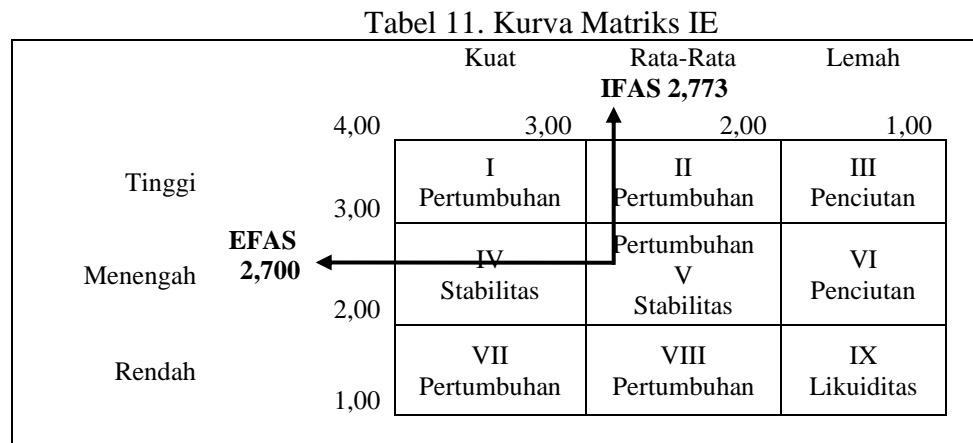 Tabel 11. Kurva Matriks IE
Kuat Rata-Rata Lemah
IFAS 2,773
4,00 3,00 2,00 1,00
I II III
Tinggi
Pertumbuhan Pertumbuhan Penciutan
3,00
EFAS
Pertumbuhan
IV V VI
Menengah 2,700
Stabilitas Stabilitas Penciutan
2,00
VII VIII IX
Rendah
Pertumbuhan Pertumbuhan Likuiditas
1,00